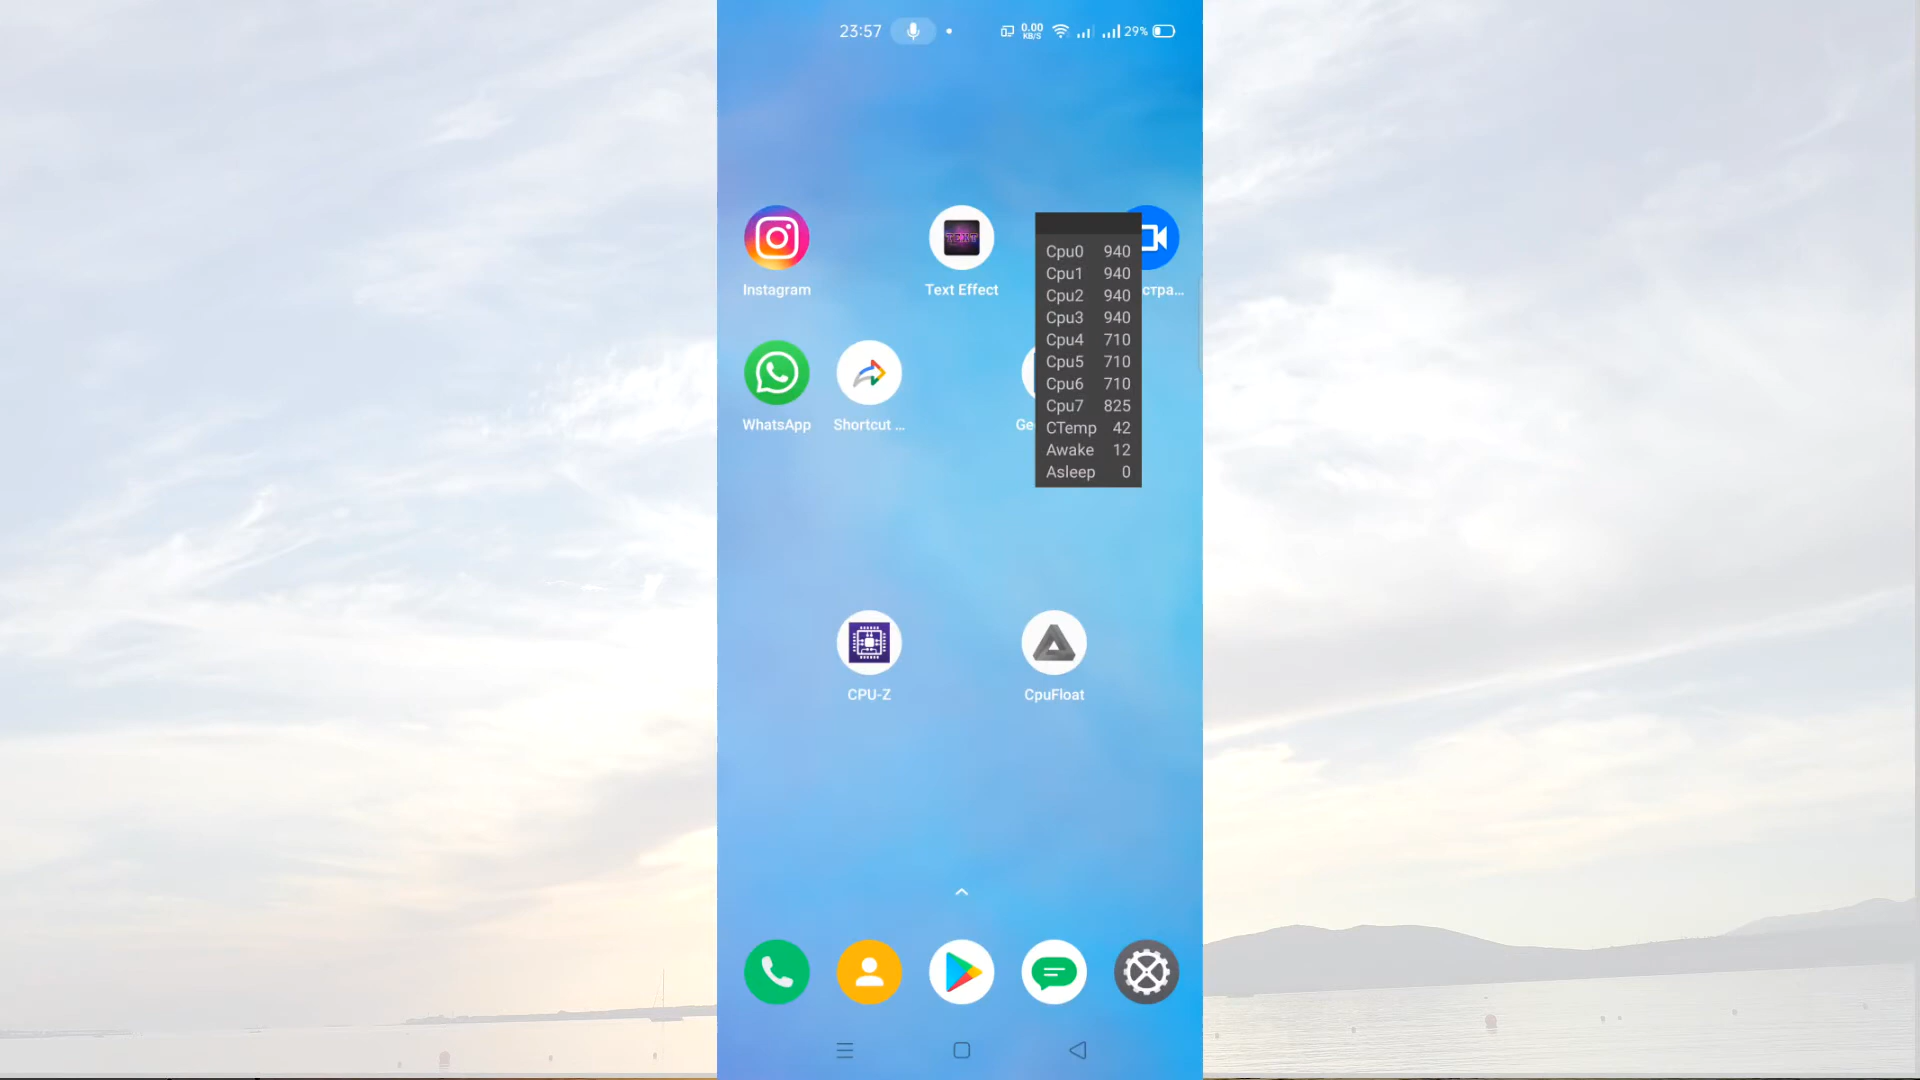 23:57
0.00
KB/S
29%
TEXT
Instagram
Text Effect
стра...
WhatsApp
Shortcut ...
Ge
Cpu0 940
Cpu1 940
Cpu2 940
Cpu3 940
Cpu4 710
Cpu5 710
Cpu6 710
Cpu7 825
CTemp 42
Awake 12
Asleep 0
CPU-Z
CpuFloat